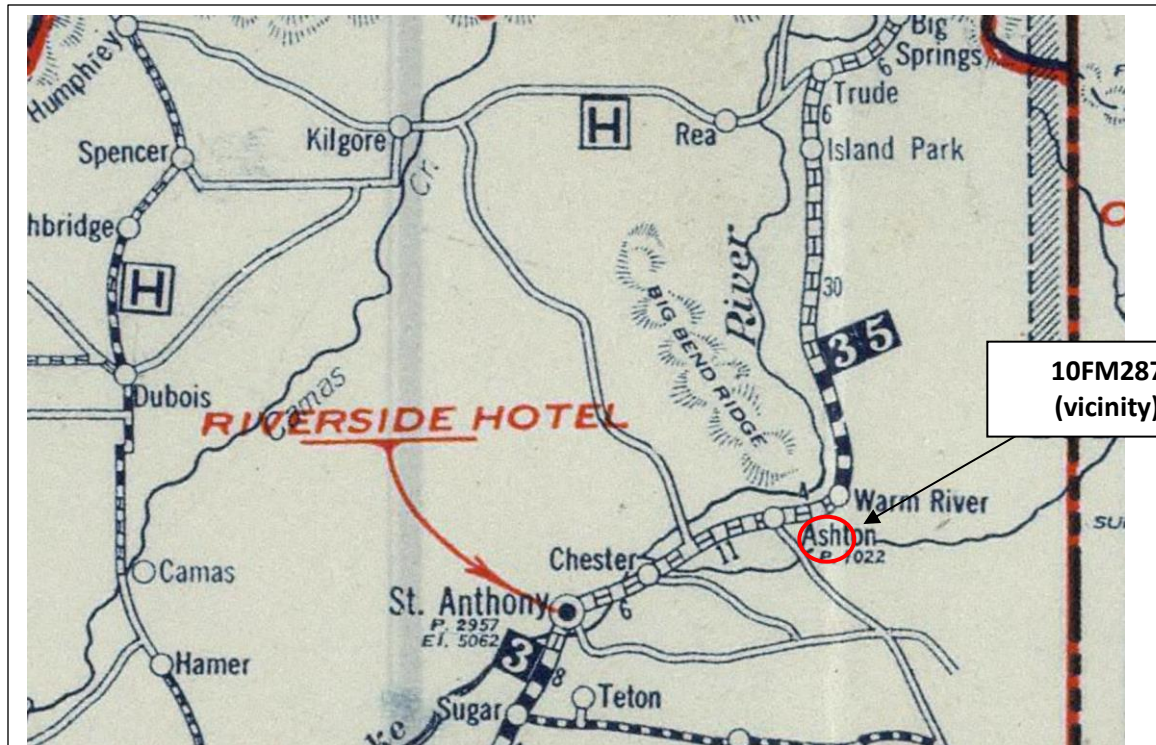 Big
Springs
Humphrey
6
Trude
6
Kilgore
H
Rea
Island Park
Spencer
Cr.
hbridge
River
H
30
BIG BEND RIDGE
35
10FM287
(vicinity)
Dubois
Camas
RIVERSIDE HOTEL
4
Warm River
Ashton
Chester
11
Camas
St. Anthony
6
P. 2957
El. 5062
3
Hamer
8
Teton
Sugar
ke